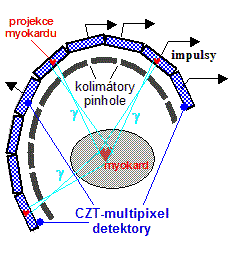 projekce
myokardu
impulsy
kolimátory
pinhole
γ
γ
γ
myokard
CZT-multipixel
detektory